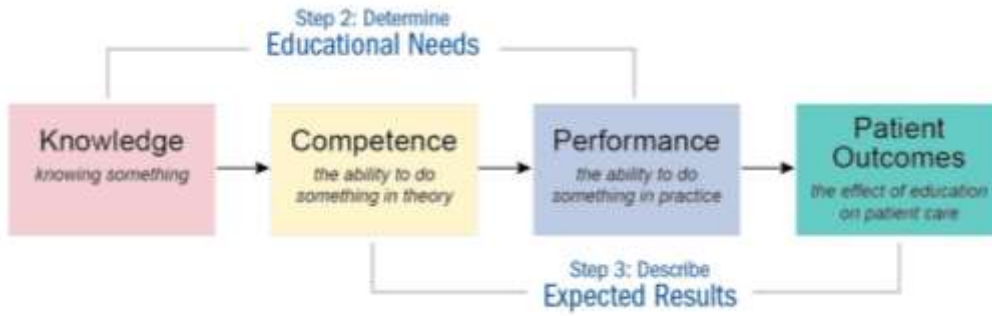 Step 2: Determine
Educational Needs
Knowledge
knowing something
Competence
the ability to do
something in theory
Performance
the ability to do
something in practice
Patient
Outcomes
the effect of education
on patient care
Step 3: Describe
Expected Results